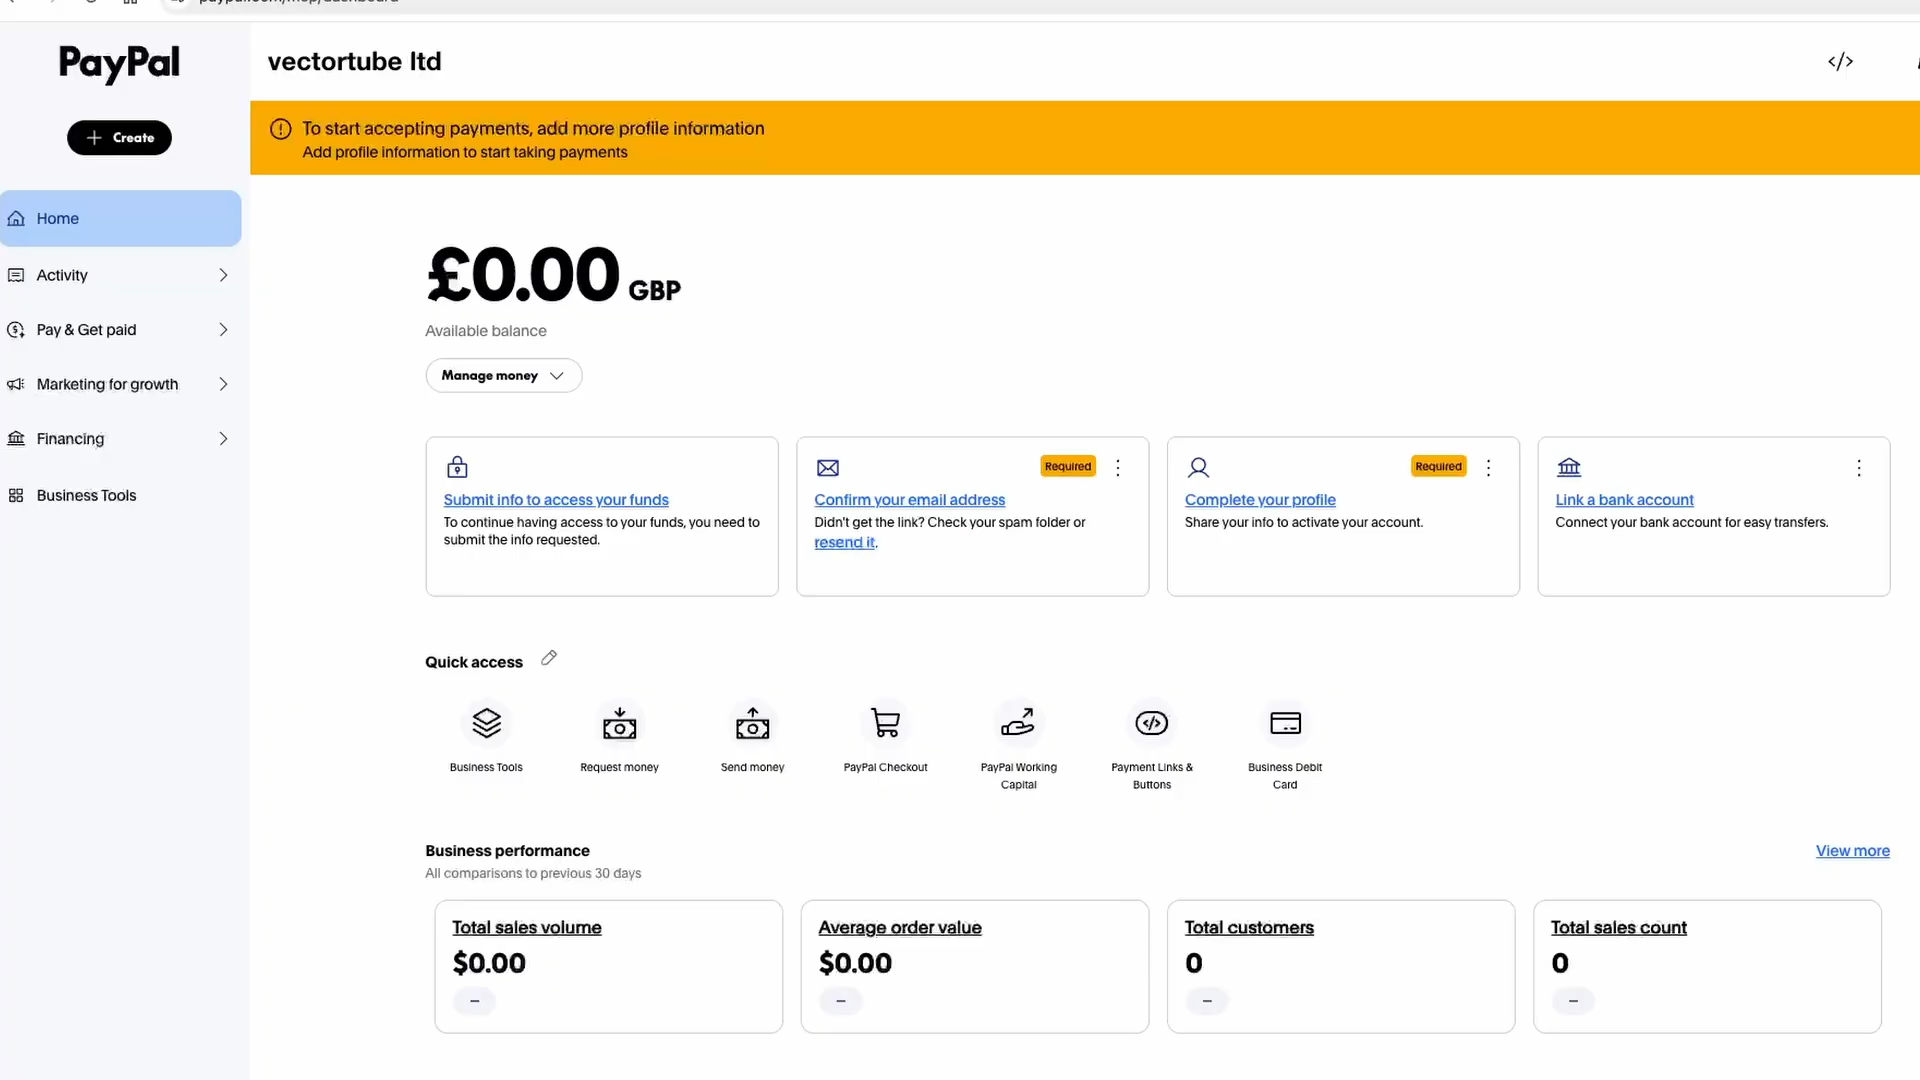 PayPal
vectortube ltd
Create
To start accepting payments, add more profile information
Add profile information to start taking payments
Home
Activity
Pay & Get paid
Marketing for growth
Financing
Business Tools
£0.00 GBP
Available balance
Manage money
Submit info to access your funds
To continue having access to your funds, you need to
submit the info requested.
Required
Confirm your email address
Didn't get the link? Check your spam folder or
resend it.
Required
Complete your profile
Share your info to activate your account.
Link a bank account
Connect your bank account for easy transfers.
Quick access
Business Tools
Request money
Send money
PayPal Checkout
PayPal Working
Capital
Payment Links &
Buttons
Business Debit
Card
Business performance
All comparisons to previous 30 days
View more
Total sales volume
$0.00
–
Average order value
$0.00
–
Total customers
0
–
Total sales count
0
–